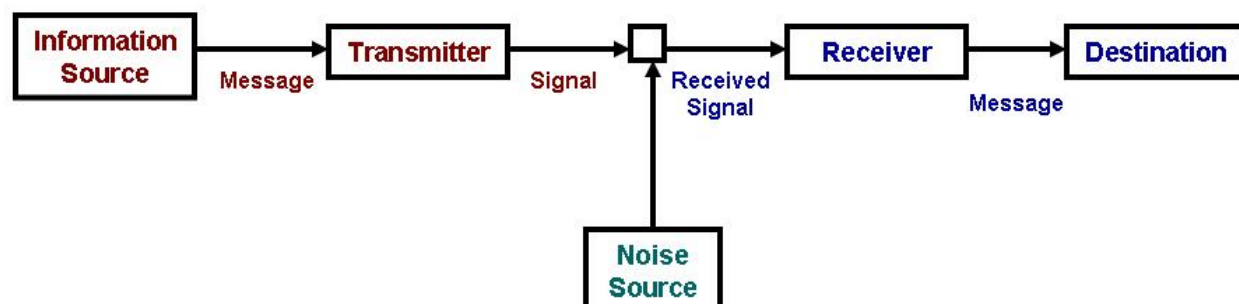 Information
Source
Message
Transmitter
Signal
Received
Signal
Receiver
Message
Destination
Noise
Source